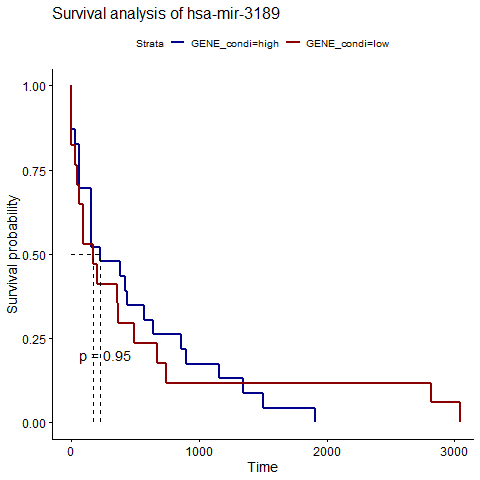 Survival analysis of hsa-mir-3189
Strata GENE_condi=high GENE_condi=low
1.00
0.75
0.50
0.25
0.00
Survival probability
p = 0.95
0 1000 2000 3000
Time